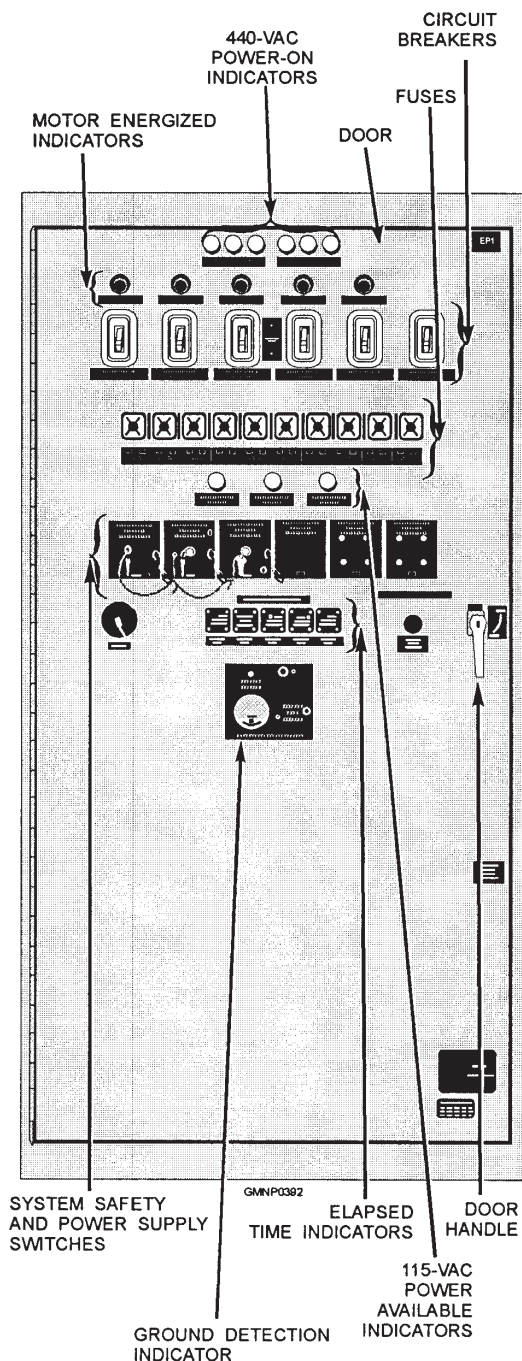 CIRCUIT
BREAKERS
440-VAC
POWER-ON
INDICATORS
FUSES
MOTOR ENERGIZED
INDICATORS
DOOR
EP1
GMNP0392
SYSTEM SAFETY
AND POWER SUPPLY
SWITCHES
ELAPSED
TIME INDICATORS
DOOR
HANDLE
115-VAC
POWER
AVAILABLE
INDICATORS
GROUND DETECTION
INDICATOR